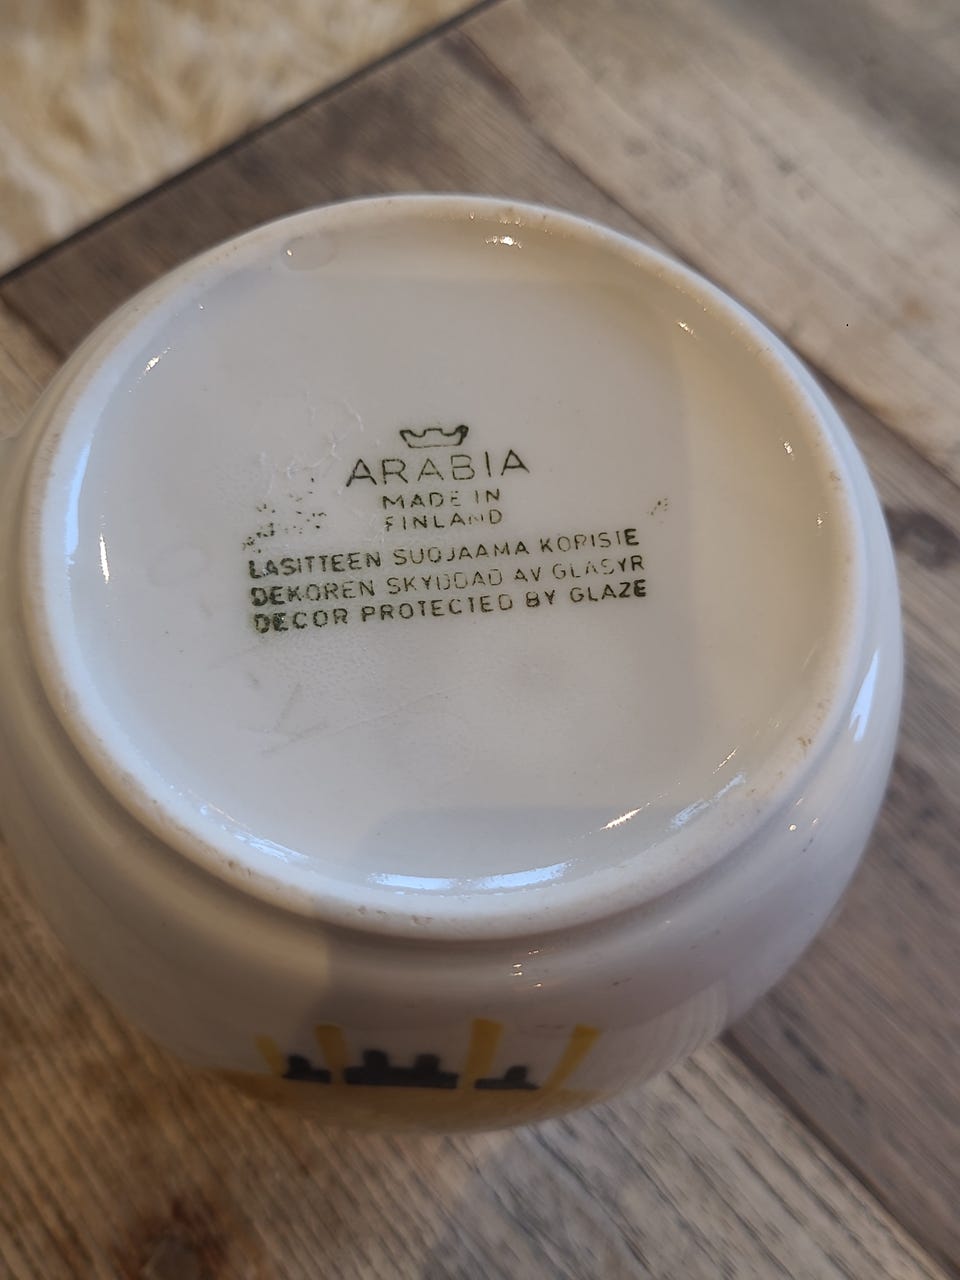 ARABIA
MADE IN
FINLAND
LASITTEEN SUOJAAMA KORISTE
DEKOREN SKYDDAD AV GLASYR
DECOR PROTECTED BY GLAZE